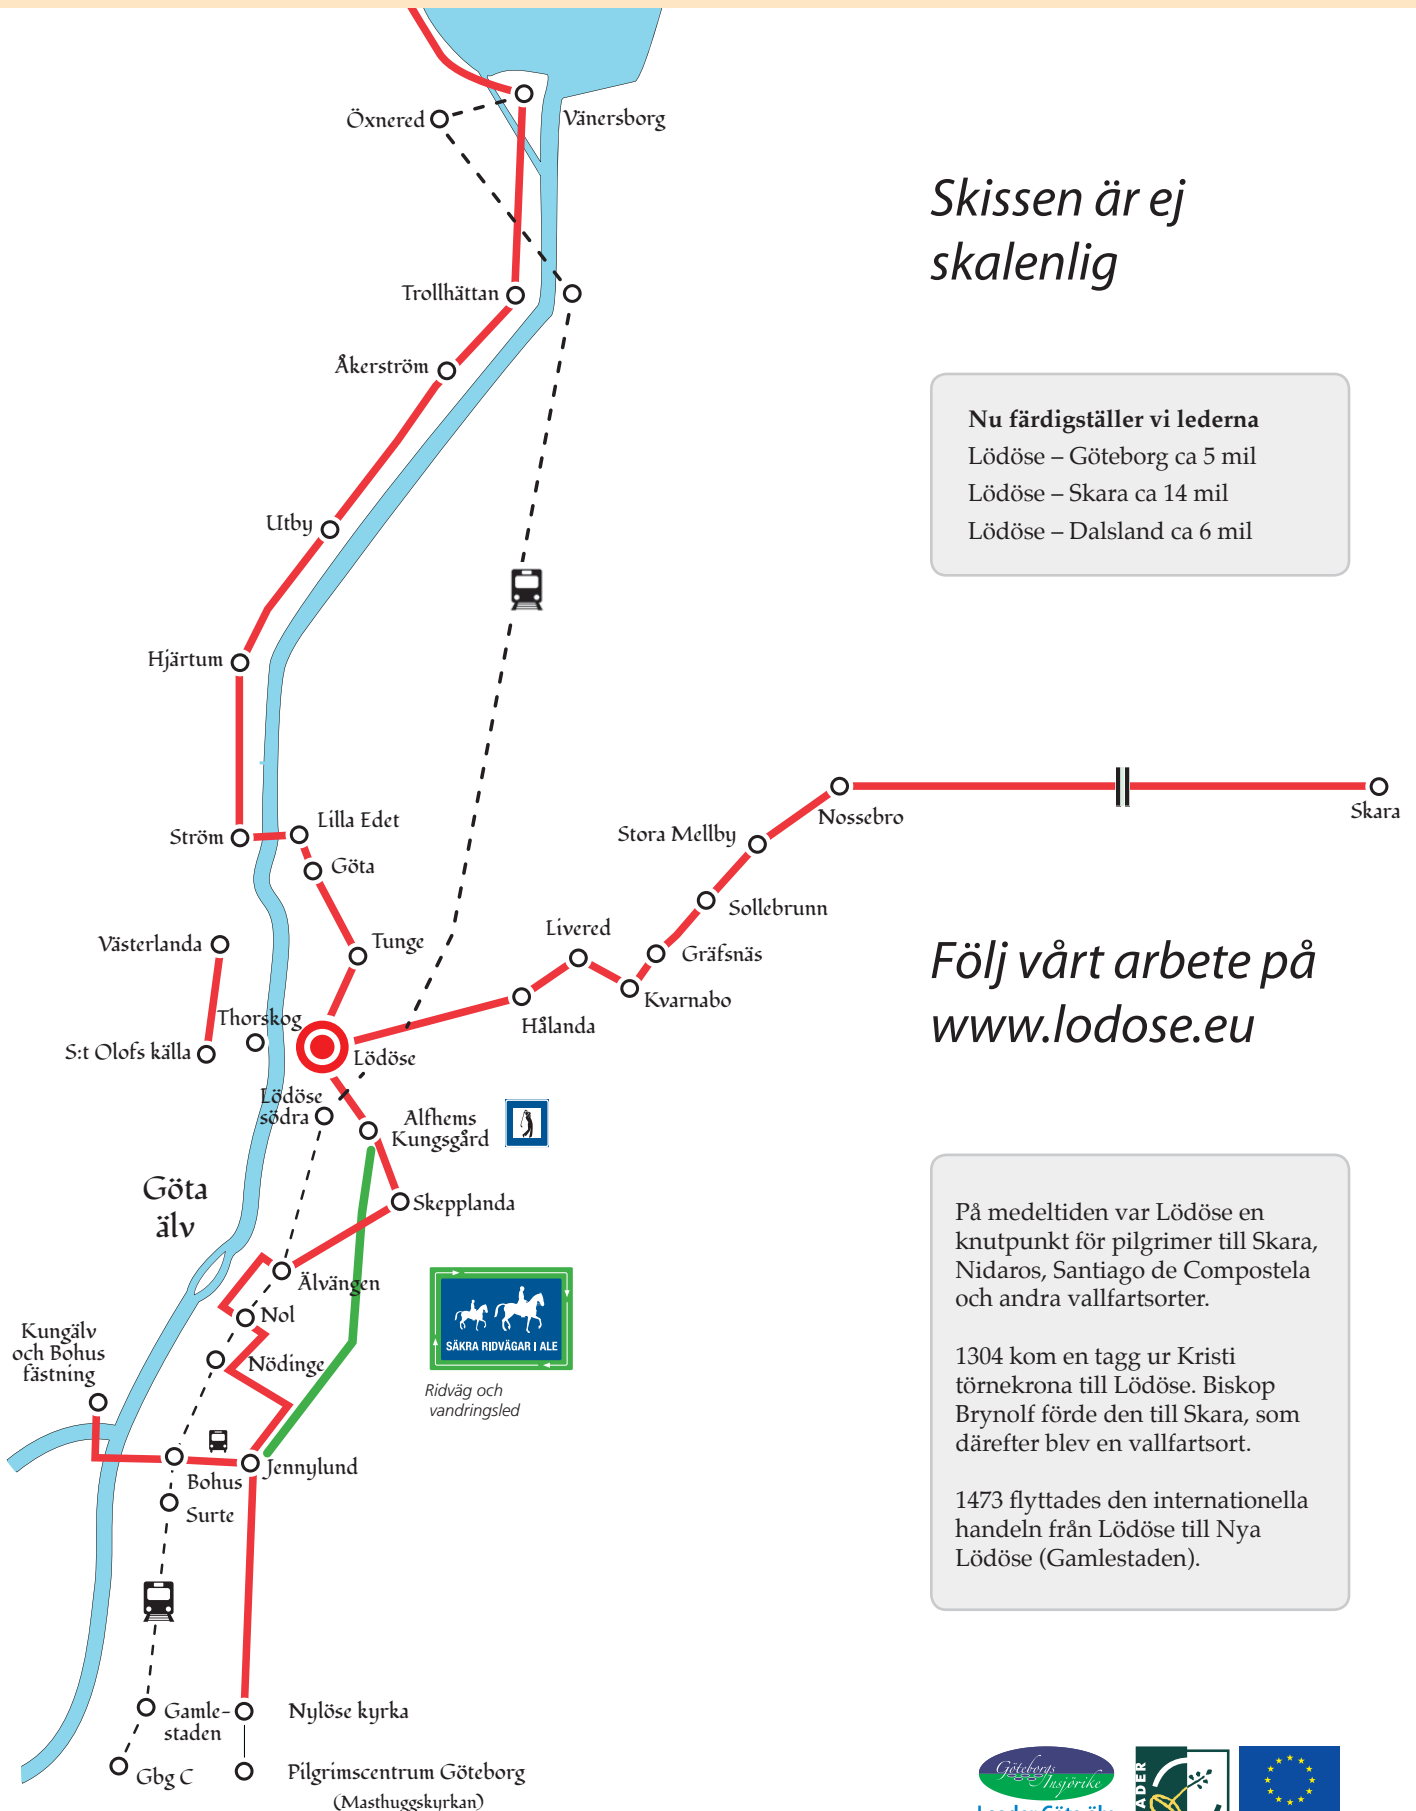 Öxnered
Vänersborg
Trollhättan
Åkerström
Utby
Hjärtum
Ström
Lilla Edet
Göta
Tunge
Västerlanda
Thorskog
S:t Olofs källa
Lödöse
Lödöse
södra
Hålanda
Livered
Kvarnabo
Gräfsnäs
Sollebrunn
Stora Mellby
Nossebro
Skara
Alfhems
Kungsgård
Skepplanda
Göta
älv
Älvängen
Nol
Nödinge
Kungälv
och Bohus
fästning
Bohus
Jennylund
Surte
Gamle-
staden
Gbg C
Nylöse kyrka
Pilgrimscentrum Göteborg
(Masthuggskyrkan)
SÄKRA RIDVÄGAR I ALE
Ridväg och
vandringsled
Skissen är ej
skalenlig
Nu färdigställer vi lederna
Lödöse – Göteborg ca 5 mil
Lödöse – Skara ca 14 mil
Lödöse – Dalsland ca 6 mil
Följ vårt arbete på
www.lodose.eu
På medeltiden var Lödöse en
knutpunkt för pilgrimer till Skara,
Nidaros, Santiago de Compostela
och andra vallfartsorter.
1304 kom en tagg ur Kristi
törnekrona till Lödöse. Biskop
Brynolf förde den till Skara, som
därefter blev en vallfartsort.
1473 flyttades den internationella
handeln från Lödöse till Nya
Lödöse (Gamlestaden).
Göteborgs
Insjörike